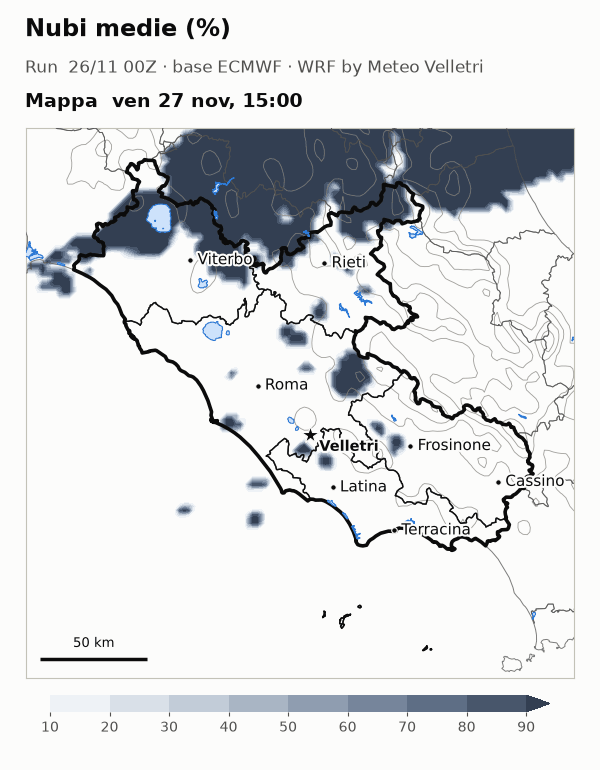 Nubi medie (%)
Run  26/11 00Z · base ECMWF · WRF by Meteo Velletri
Mappa  ven 27 nov, 15:00
Viterbo
Rieti
Roma
Velletri
Frosinone
Cassino
Latina
Terracina
50 km
10 20 30 40 50 60 70 80 90